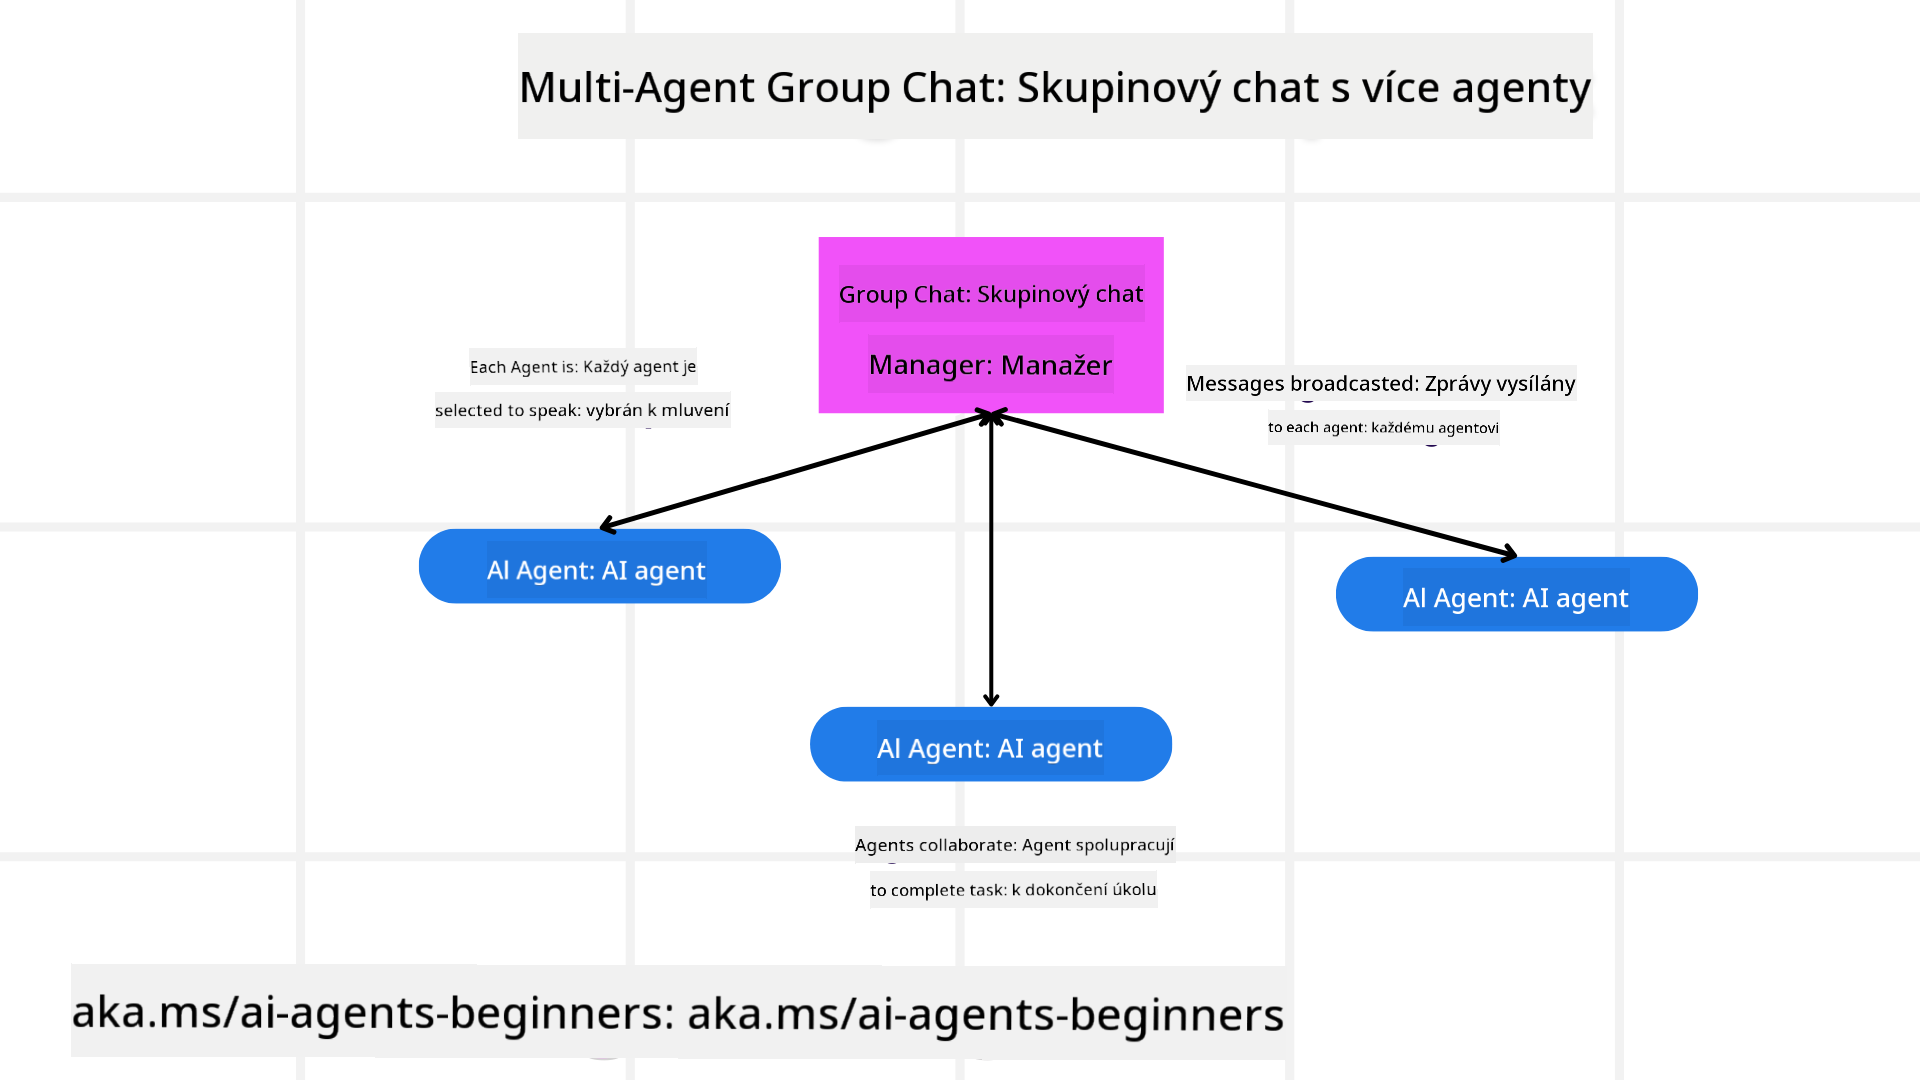 Multi-Agent Group Chat: Skupinový chat s více agenty
Group Chat: Skupinový chat
Manager: Manažer
Each Agent is: Každý agent je
selected to speak: vybrán k mluvení
Messages broadcasted: Zprávy vysílány
to each agent: každému agentovi
Al Agent: AI agent
Al Agent: AI agent
Al Agent: AI agent
Agents collaborate: Agent spolupracují
to complete task: k dokončení úkolu
aka.ms/ai-agents-beginners: aka.ms/ai-agents-beginners